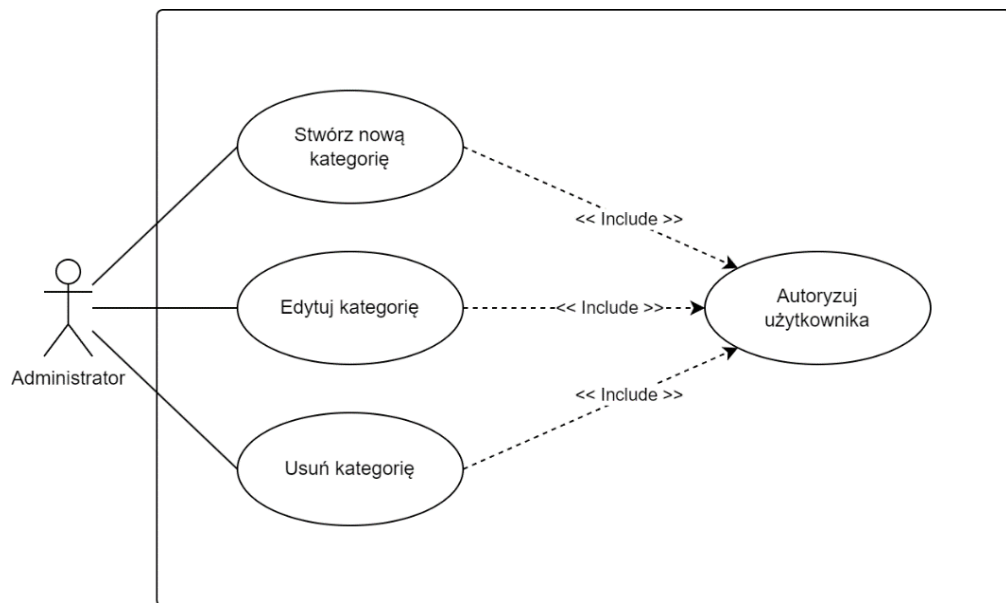 Stwórz nową
kategorię
<< Include >>
Edytuj kategorię
<< Include >>
Autoryzuj
użytkownika
Administrator
<< Include >>
Usuń kategorię